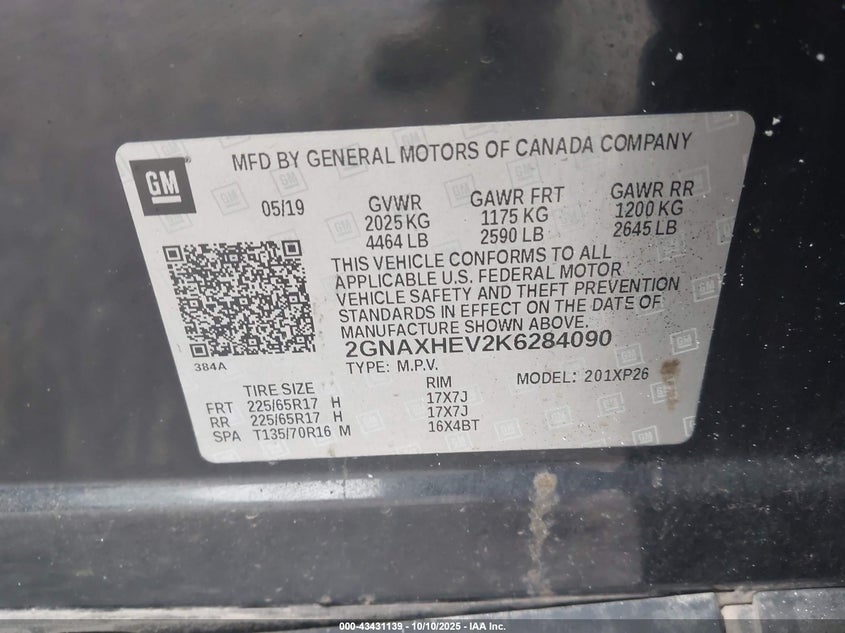 MFD BY GENERAL MOTORS OF CANADA COMPANY
GM
05/19
GVWR GAWR FRT GAWR RR
2025 KG 1175 KG 1200 KG
4464 LB 2590 LB 2645 LB
THIS VEHICLE CONFORMS TO ALL
APPLICABLE U.S. FEDERAL MOTOR
VEHICLE SAFETY AND THEFT PREVENTION
STANDARDS IN EFFECT ON THE DATE OF
MANUFACTURE SHOWN ABOVE.
2GNAXHEV2K6284090
384A
TYPE: M.P.V. MODEL: 201XP26
TIRE SIZE RIM
FRT 225/65R17 H 17X7J
RR 225/65R17 H 17X7J
SPA T135/70R16 M 16X4BT
000-43431139 - 10/10/2025 - IAA Inc.